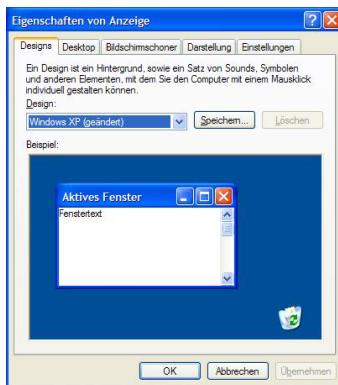 Eigenschaften von Anzeige
Designs Desktop Bildschirmschoner Darstellung Einstellungen
Ein Design ist ein Hintergrund, sowie ein Satz von Sounds, Symbolen
und anderen Elementen, mit dem Sie den Computer mit einem Mausklick
individuell gestalten können.
Design:
Windows XP (geändert) Speichern... Löschen
Beispiel:
Aktives Fenster
Fenstertext
OK Abbrechen Übernehmen